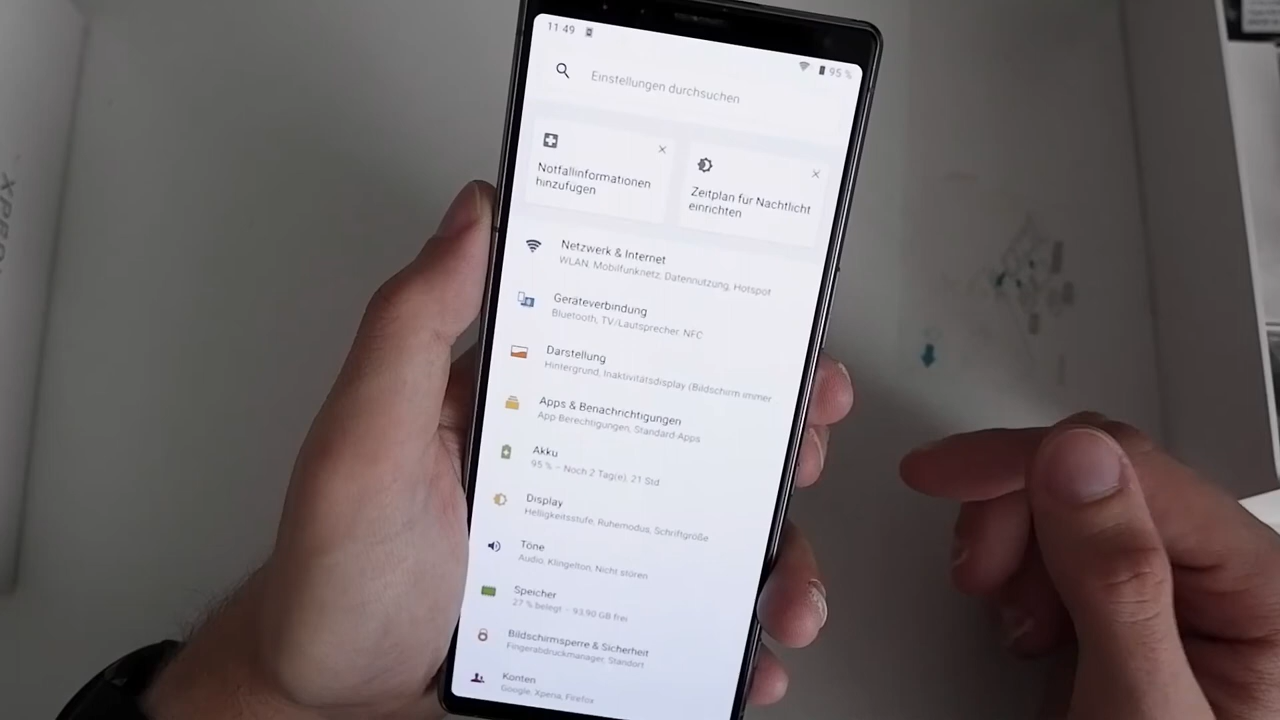 11:49
95 %
Einstellungen durchsuchen
Notfallinformationen
hinzufügen
Zeitplan für Nachtlicht
einrichten
Netzwerk & Internet
WLAN, Mobilfunknetz, Datennutzung, Hotspot
Geräteverbindung
Bluetooth, TV/Lautsprecher, NFC
Darstellung
Hintergrund, Inaktivitätsdisplay (Bildschirm immer
Apps & Benachrichtigungen
App Berechtigungen, Standard-Apps
Akku
95 % – Noch 2 Tag(e), 21 Std
Display
Helligkeitsstufe, Ruhemodus, Schriftgröße
Töne
Audio, Klingelton, Nicht stören
Speicher
27 % belegt – 93,90 GB frei
Bildschirmsperre & Sicherheit
Fingerabdruckmanager, Standort
Konten
Google, Xperia, Firefox